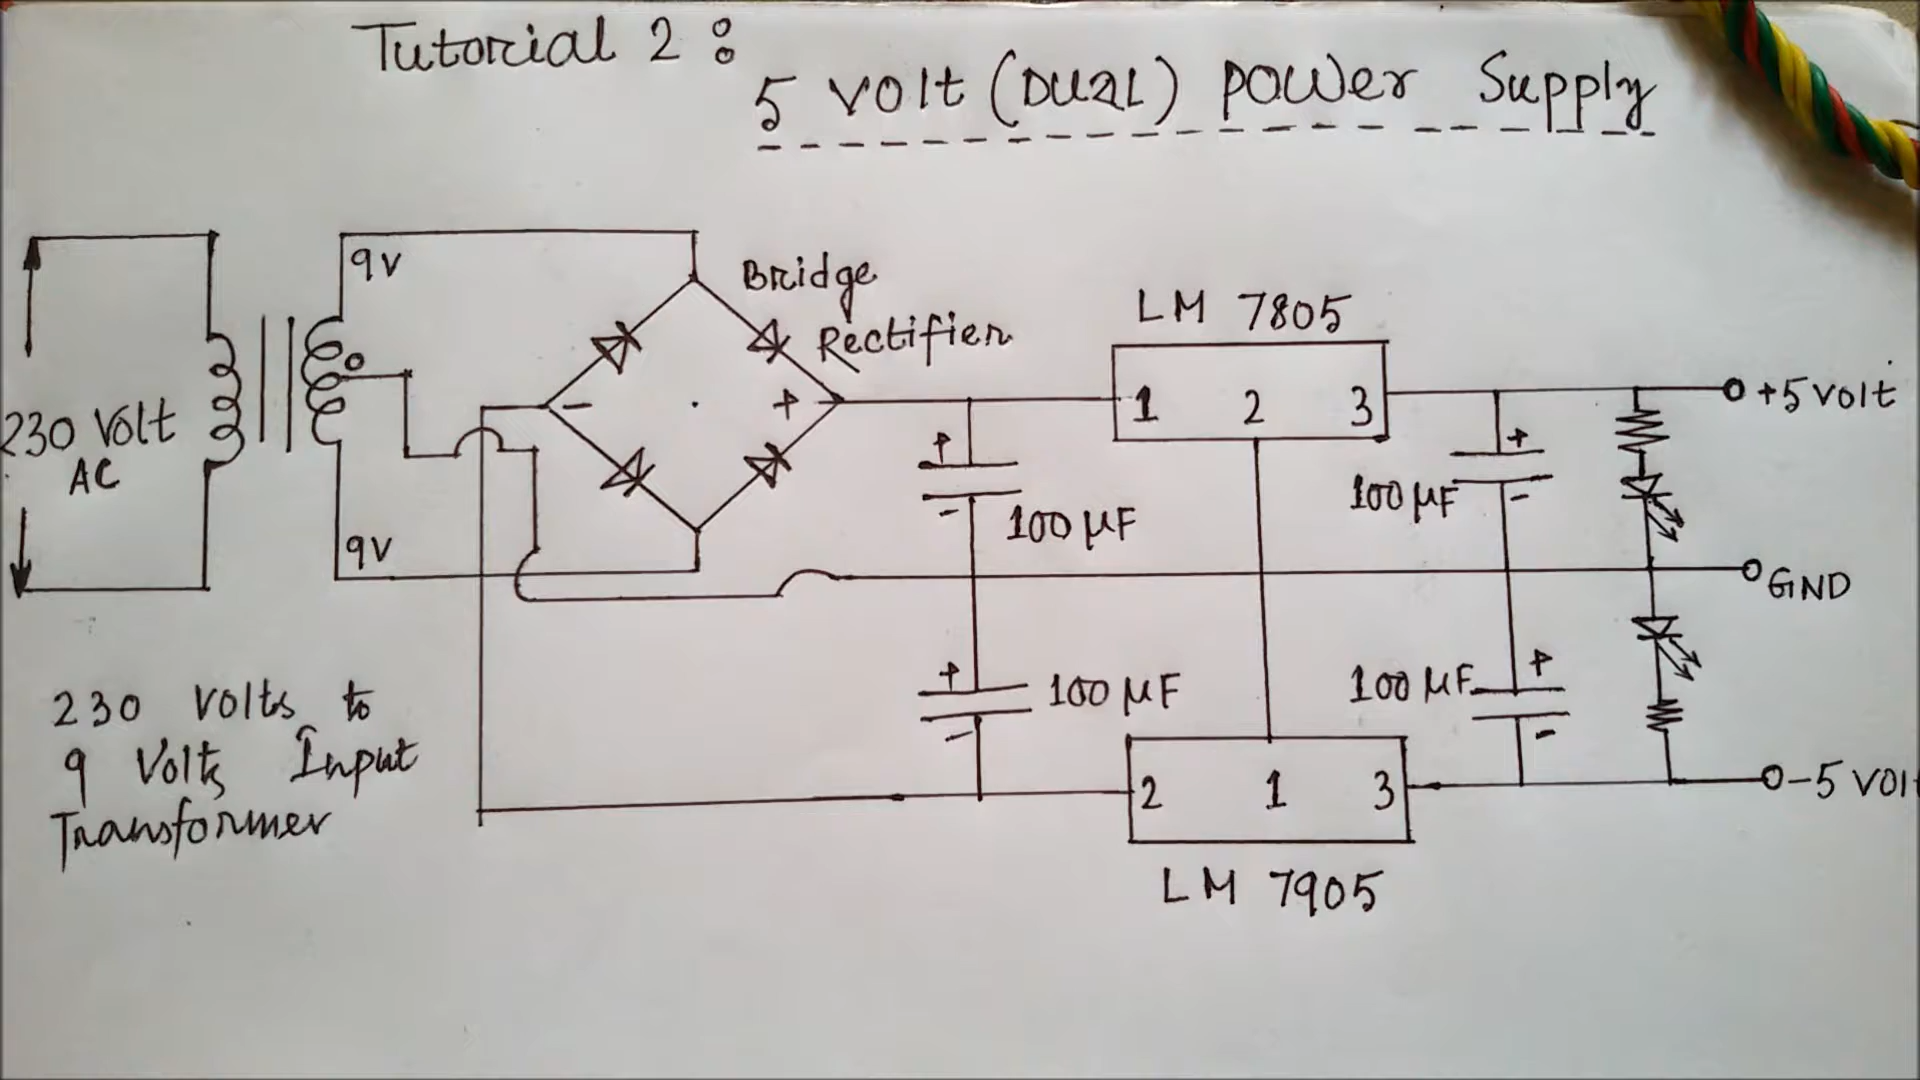 Tutorial 2 :
5 VOLT (DUAL) POWER Supply
9V
Bridge
Rectifier
LM 7805
0
230 Volt
AC
-
+
1 2 3
+5 VOLT
+
-
100 μF
+
-
100 μF
9V
GND
230 Volts to
9 Volts Input
Transformer
+
-
100 μF
+
-
100 μF
2 1 3
-5 VOL
LM 7905